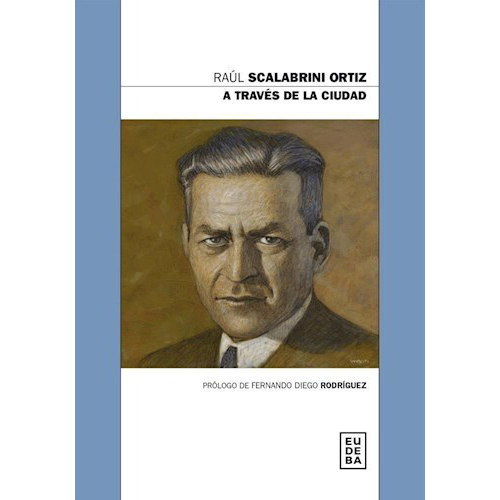 RAÚL SCALABRINI ORTIZ
A TRAVÉS DE LA CIUDAD
PRÓLOGO DE FERNANDO DIEGO RODRÍGUEZ
EU
DE
BA